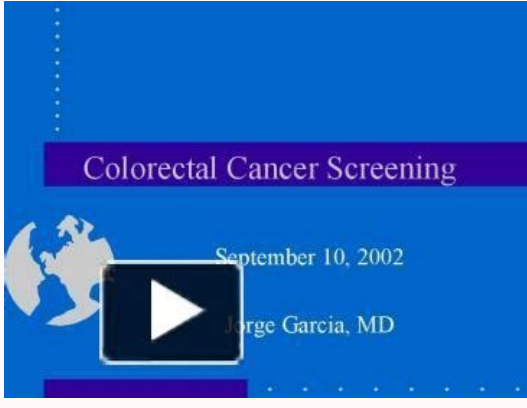 Colorectal Cancer Screening
September 10, 2002
Jorge Garcia, MD